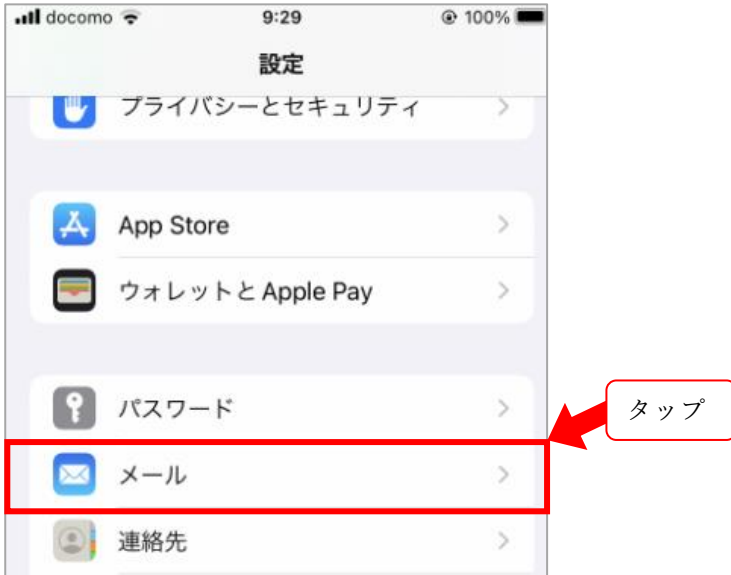 docomo 9:29 100%
設定
プライバシーとセキュリティ
App Store
ウォレットと Apple Pay
パスワード
タップ
メール
連絡先